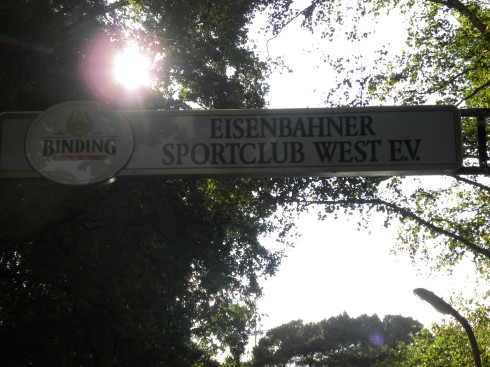 BINDING
EISENBAHNER
SPORTCLUB WEST E.V.